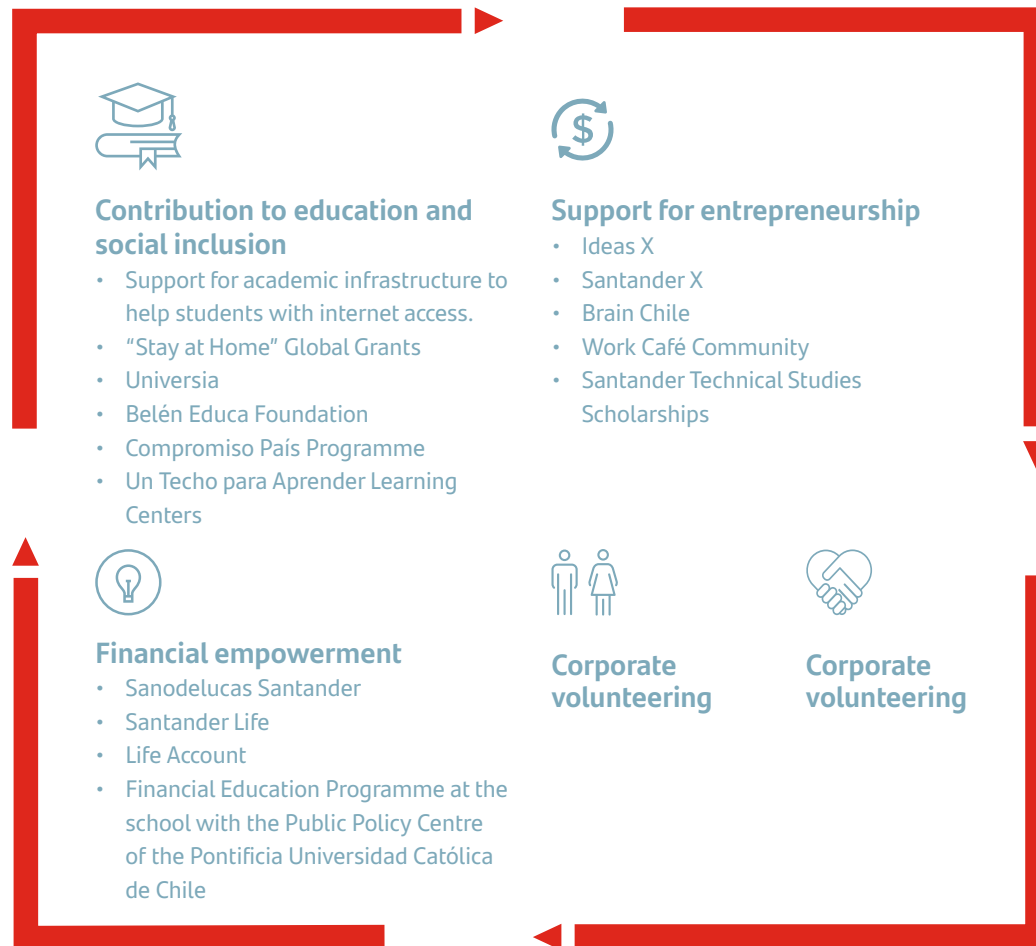 $
Contribution to education and
social inclusion
• Support for academic infrastructure to
help students with internet access.
• “Stay at Home” Global Grants
• Universia
• Belén Educa Foundation
• Compromiso País Programme
• Un Techo para Aprender Learning
Centers
Support for entrepreneurship
• Ideas X
• Santander X
• Brain Chile
• Work Café Community
• Santander Technical Studies
Scholarships
Financial empowerment
• Sanodelucas Santander
• Santander Life
• Life Account
• Financial Education Programme at the
school with the Public Policy Centre
of the Pontificia Universidad Católica
de Chile
Corporate
volunteering
Corporate
volunteering